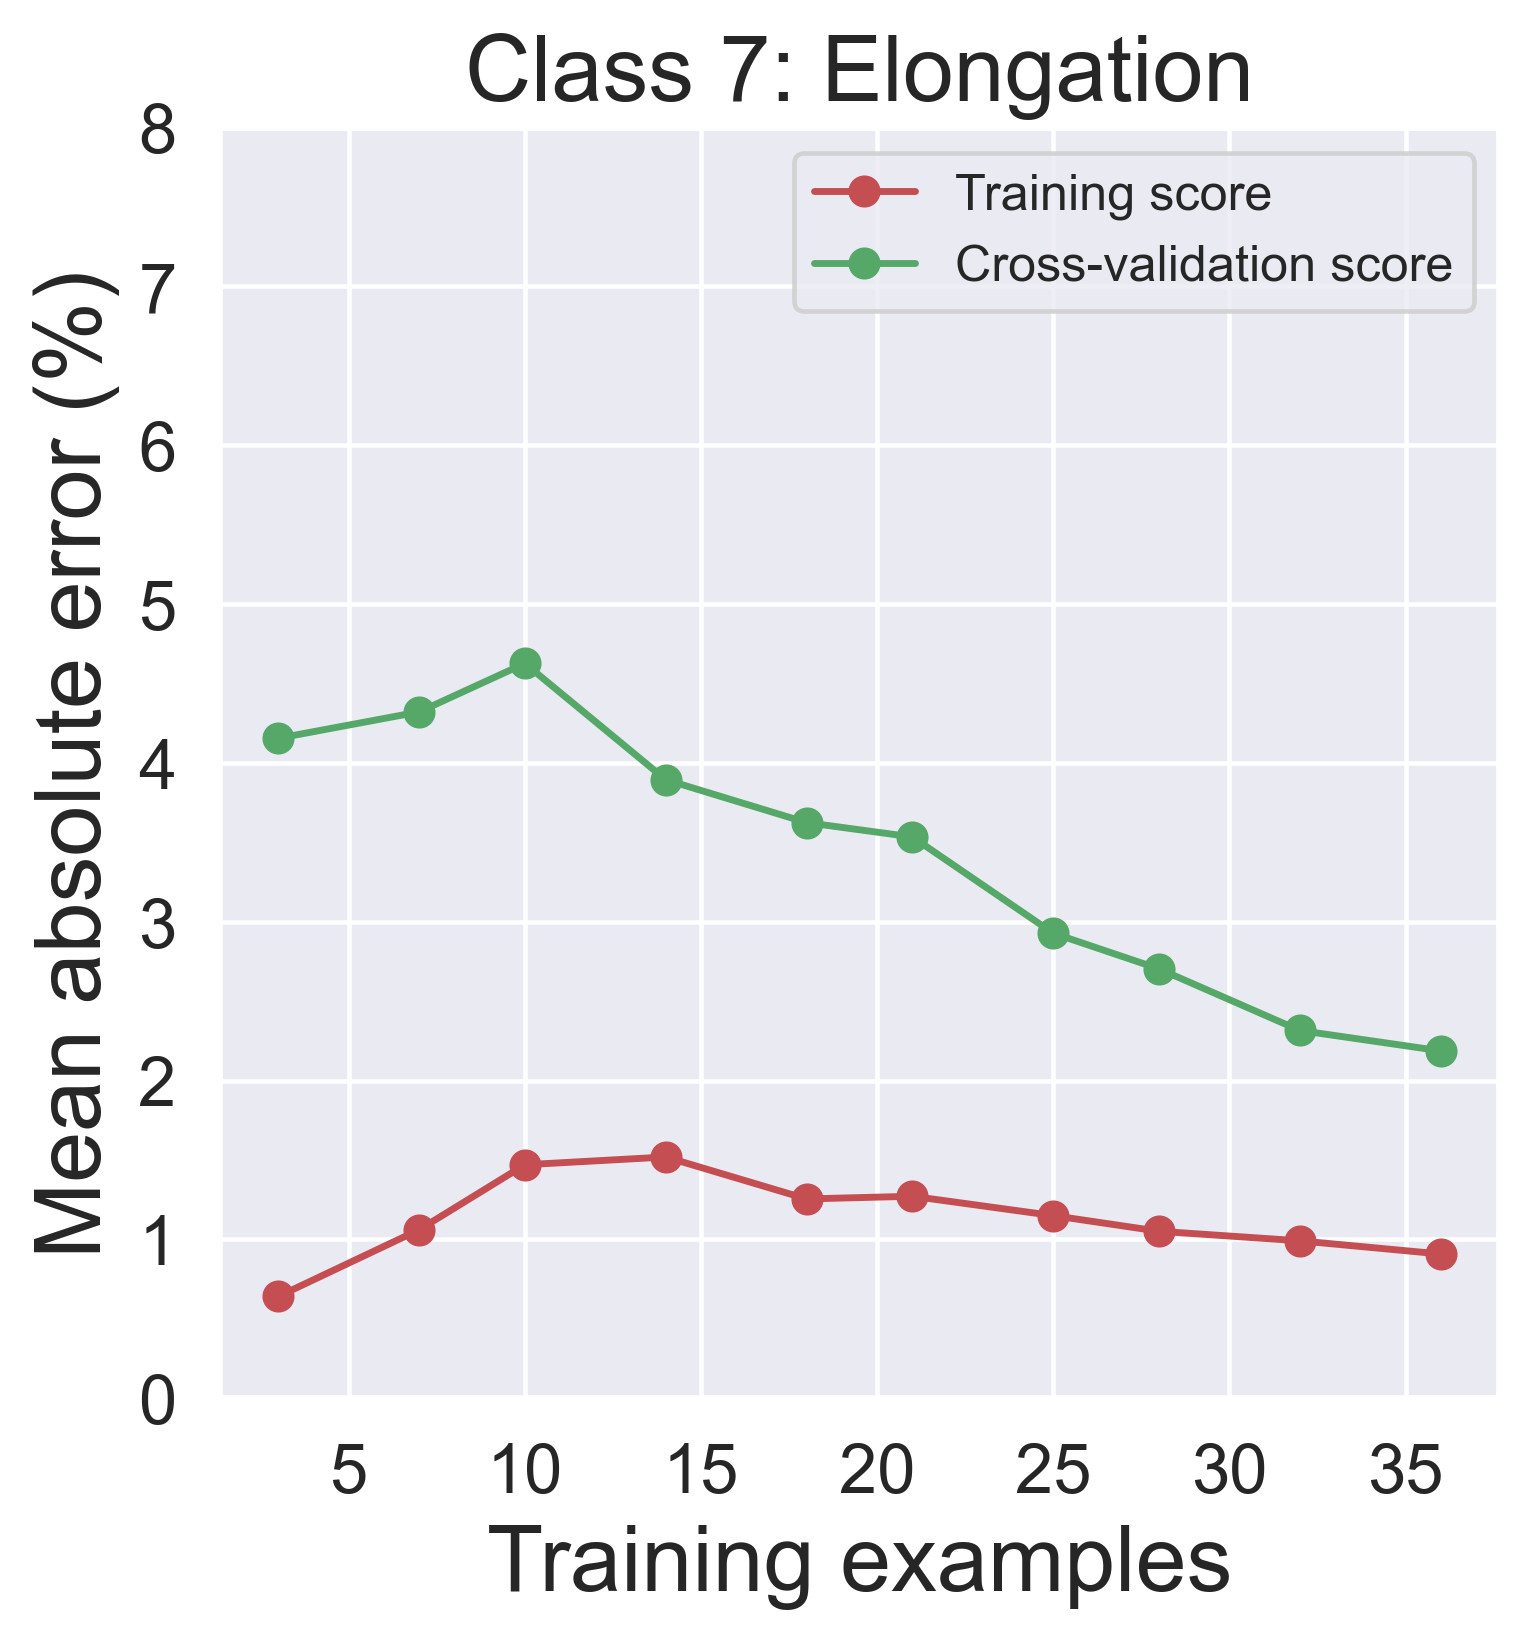 Class 7: Elongation
Training score
Cross-validation score
Mean absolute error (%)
8
7
6
5
4
3
2
1
0
5 10 15 20 25 30 35
Training examples